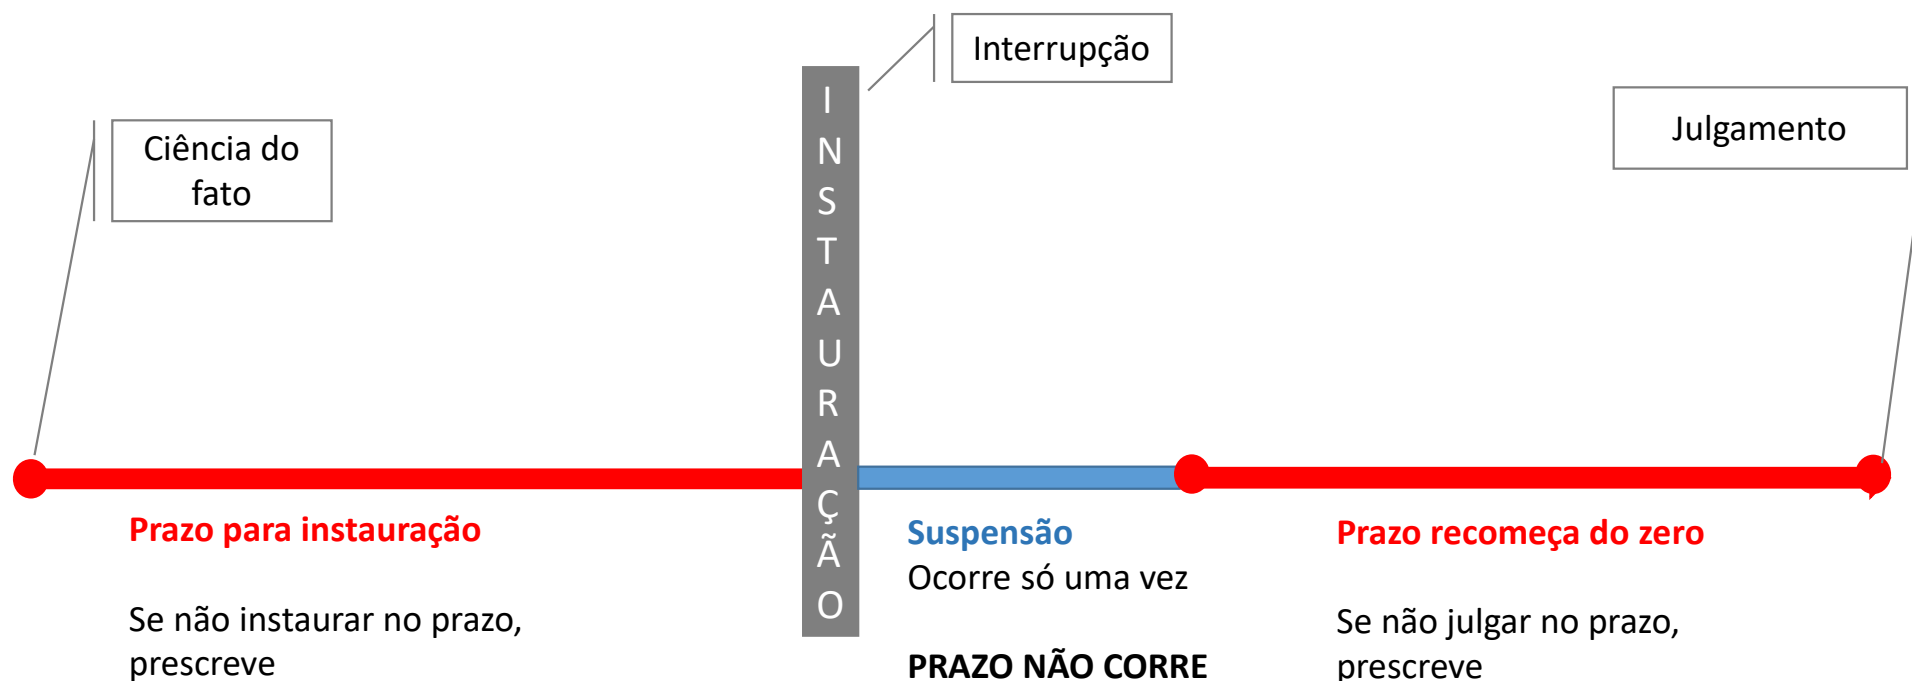 Interrupção
Ciência do
fato
Julgamento
INSTAURAÇÃO
Prazo para instauração
Se não instaurar no prazo,
prescreve
Suspensão
Ocorre só uma vez
PRAZO NÃO CORRE
Prazo recomeça do zero
Se não julgar no prazo,
prescreve